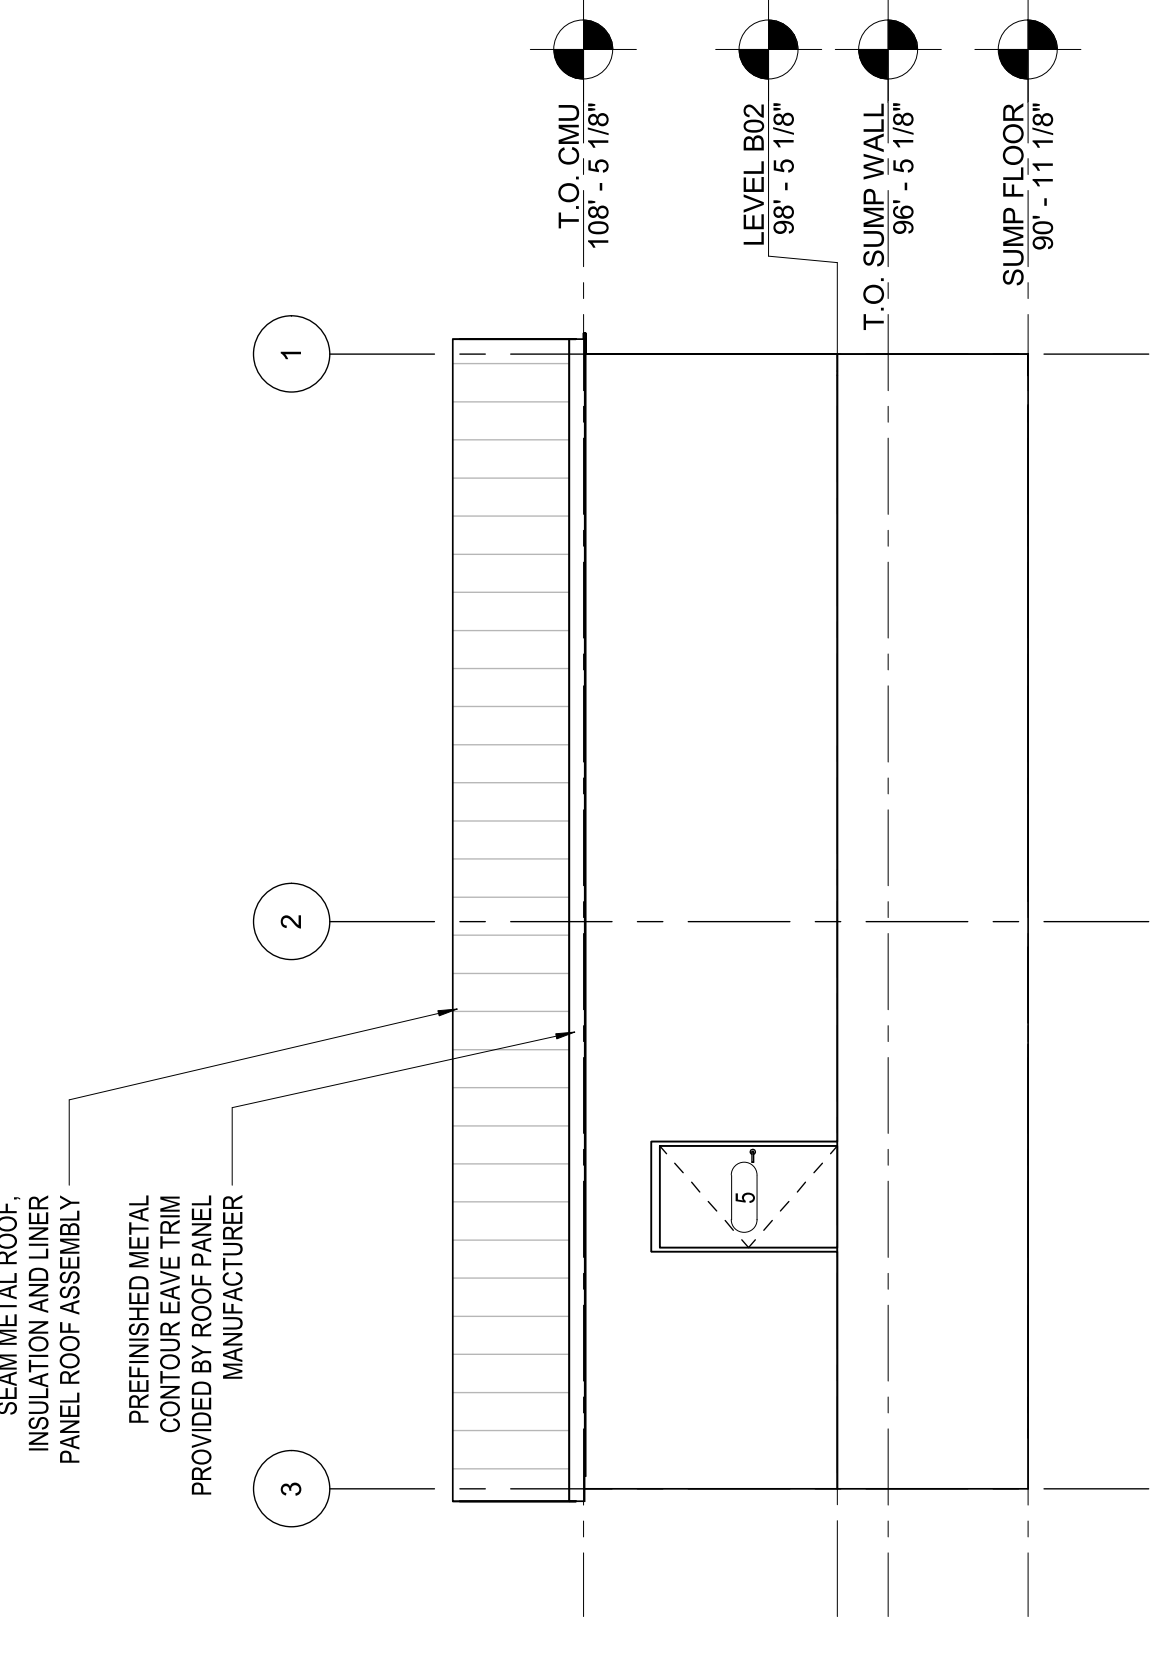 SEAM METAL ROOF,
INSULATION AND LINER
PANEL ROOF ASSEMBLY
PREFINISHED METAL
CONTOUR EAVE TRIM
PROVIDED BY ROOF PANEL
MANUFACTURER
3
2
1
5
T.O. CMU
108' - 5 1/8"
LEVEL B02
98' - 5 1/8"
T.O. SUMP WALL
96' - 5 1/8"
SUMP FLOOR
90' - 11 1/8"